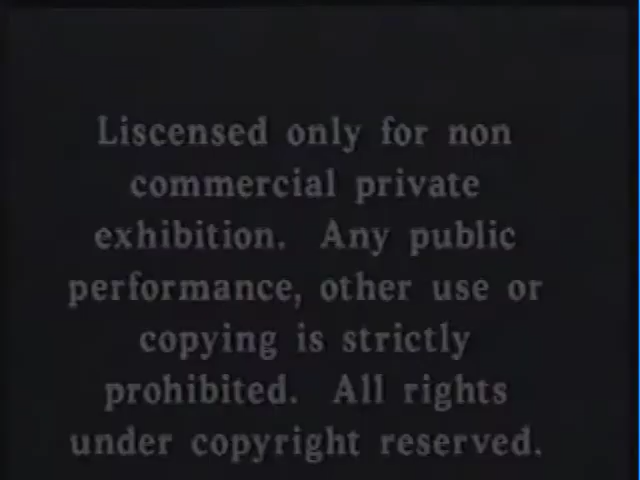 Liscensed only for non
commercial private
exhibition.  Any public
performance, other use or
copying is strictly
prohibited.  All rights
under copyright reserved.